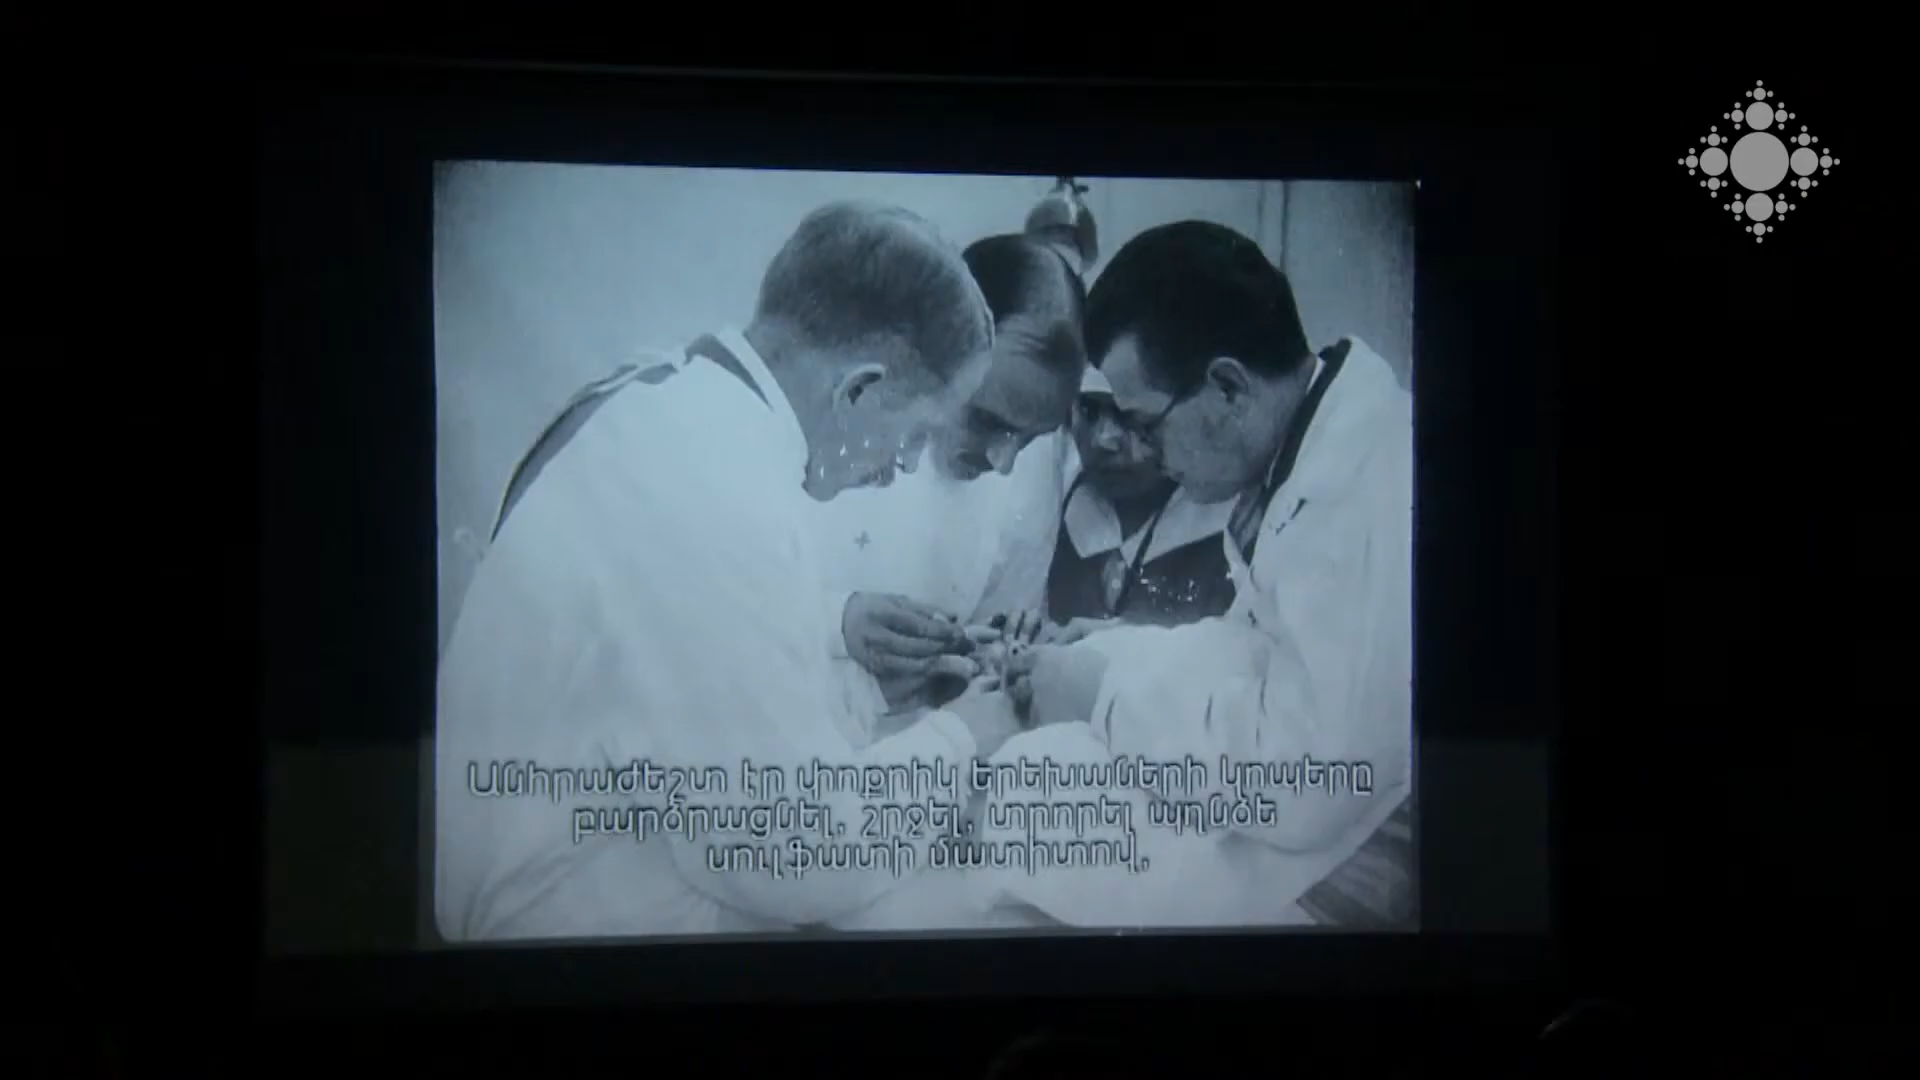 Անհրաժեշտ էր փոքրիկ երեխաների կոպերը
բարձրացնել, շրջել, տրորել պղնձե
սուլֆատի մատիտով,